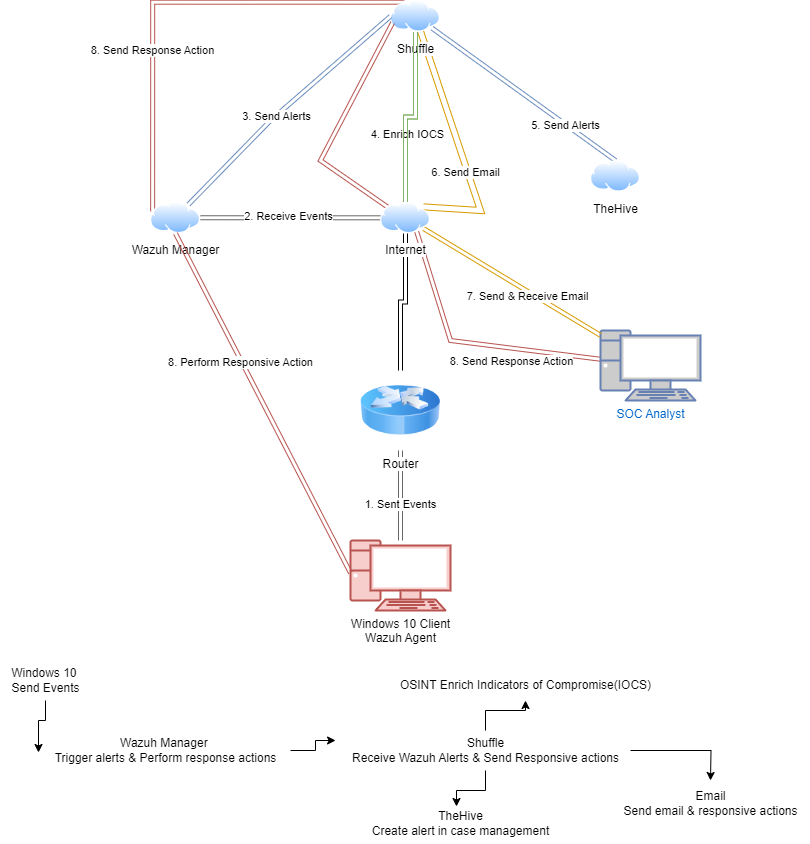 Shuffle
8. Send Response Action
3. Send Alerts
4. Enrich IOCS
5. Send Alerts
6. Send Email
TheHive
2. Receive Events
Wazuh Manager
Internet
7. Send & Receive Email
8. Perform Responsive Action
8. Send Response Action
SOC Analyst
Router
1. Sent Events
Windows 10 Client
Wazuh Agent
Windows 10
Send Events
OSINT Enrich Indicators of Compromise(IOCS)
Wazuh Manager
Trigger alerts & Perform response actions
Shuffle
Receive Wazuh Alerts & Send Responsive actions
Email
Send email & responsive actions
TheHive
Create alert in case management